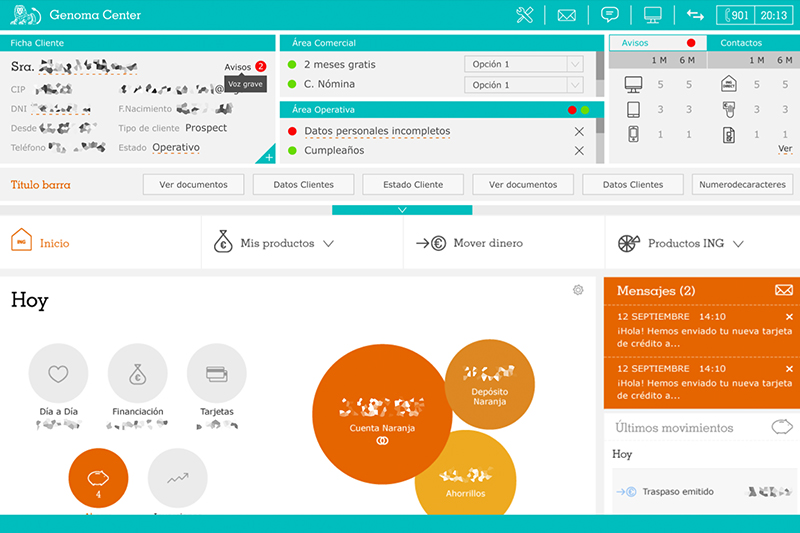 Genoma Center
901
20:13
Ficha Cliente
Sra.
Avisos 2
Voz grave
CIP
@
DNI
F.Nacimiento
Desde
Tipo de cliente Prospect
Teléfono
Estado Operativo
+
Área Comercial
2 meses gratis
Opción 1
C. Nómina
Opción 1
Área Operativa
Datos personales incompletos
Cumpleaños
Avisos
Contactos
1 M 6 M 1 M 6 M
5 5 5 5
3 3 3 3
1 1 1 1
Ver
Título barra
Ver documentos
Datos Clientes
Estado Cliente
Ver documentos
Datos Clientes
Numerodecaracteres
ING
Inicio
Mis productos
Mover dinero
Productos ING
Hoy
Día a Día
Financiación
Tarjetas
4
Cuenta Naranja
Depósito
Naranja
Ahorrillos
Mensajes (2)
12 SEPTIEMBRE 14:10
¡Hola! Hemos enviado tu nueva tarjeta
de crédito a...
12 SEPTIEMBRE 14:10
¡Hola! Hemos enviado tu nueva tarjeta
de crédito a...
Últimos movimientos
Hoy
Traspaso emitido